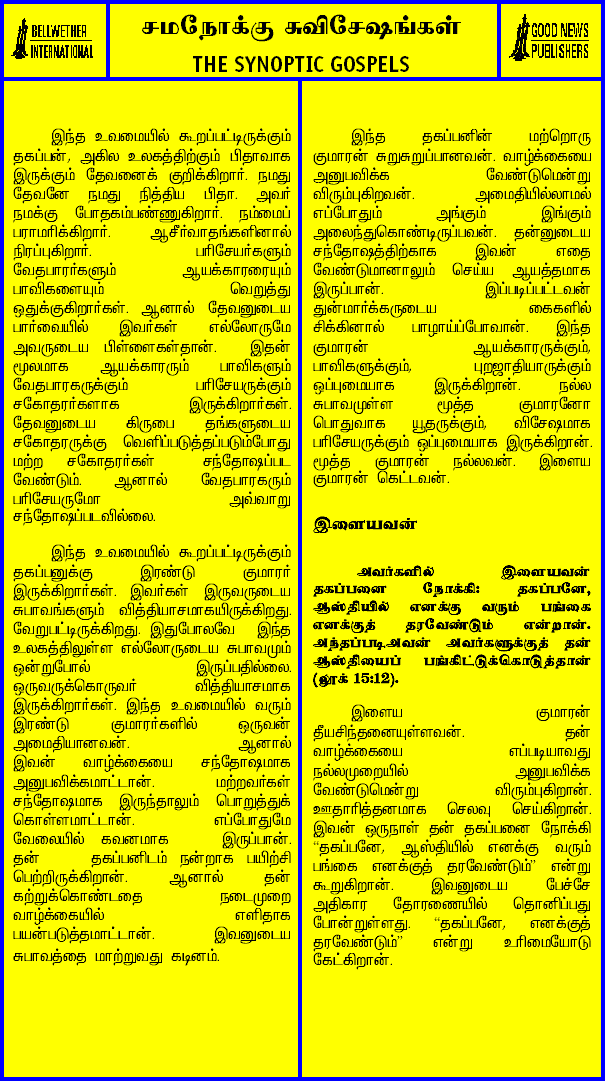 BELLWETHER
INTERNATIONAL
சமநோக்கு சுவிசேஷங்கள்
THE SYNOPTIC GOSPELS
GOOD NEWS
PUBLISHERS
இந்த உவமையில் கூறப்பட்டிருக்கும்
தகப்பன், அகில உலகத்திற்கும் பிதாவாக
இருக்கும் தேவனைக் குறிக்கிறார். நமது
தேவனே நமது நித்திய பிதா. அவர்
நமக்கு போதகம்பண்ணுகிறார். நம்மைப்
பராமரிக்கிறார். ஆசீர்வாதங்களினால்
நிரப்புகிறார். பரிசேயர்களும்
வேதபாரர்களும் ஆயக்காரரையும்
பாவிகளையும் வெறுத்து
ஒதுக்குகிறார்கள். ஆனால் தேவனுடைய
பார்வையில் இவர்கள் எல்லோருமே
அவருடைய பிள்ளைகள்தான். இதன்
மூலமாக ஆயக்காரரும் பாவிகளும்
வேதபாரகருக்கும் பரிசேயருக்கும்
சகோதரர்களாக இருக்கிறார்கள்.
தேவனுடைய கிருபை தங்களுடைய
சகோதரருக்கு வெளிப்படுத்தப்படும்போது
மற்ற சகோதரர்கள் சந்தோஷப்பட
வேண்டும். ஆனால் வேதபாரகரும்
பரிசேயருமோ அவ்வாறு
சந்தோஷப்படவில்லை.
இந்த உவமையில் கூறப்பட்டிருக்கும்
தகப்பனுக்கு இரண்டு குமாரர்
இருக்கிறார்கள். இவர்கள் இருவருடைய
சுபாவங்களும் வித்தியாசமாகயிருக்கிறது.
வேறுபட்டிருக்கிறது. இதுபோலவே இந்த
உலகத்திலுள்ள எல்லோருடைய சுபாவமும்
ஒன்றுபோல் இருப்பதில்லை.
ஒருவருக்கொருவர் வித்தியாசமாக
இருக்கிறார்கள். இந்த உவமையில் வரும்
இரண்டு குமாரர்களில் ஒருவன்
அமைதியானவன். ஆனால்
இவன் வாழ்க்கையை சந்தோஷமாக
அனுபவிக்கமாட்டான். மற்றவர்கள்
சந்தோஷமாக இருந்தாலும் பொறுத்துக்
கொள்ளமாட்டான். எப்போதுமே
வேலையில் கவனமாக இருப்பான்.
தன் தகப்பனிடம் நன்றாக பயிற்சி
பெற்றிருக்கிறான். ஆனால் தன்
கற்றுக்கொண்டதை நடைமுறை
வாழ்க்கையில் எளிதாக
பயன்படுத்தமாட்டான். இவனுடைய
சுபாவத்தை மாற்றுவது கடினம்.
இந்த தகப்பனின் மற்றொரு
குமாரன் சுறுசுறுப்பானவன். வாழ்க்கையை
அனுபவிக்க வேண்டுமென்று
விரும்புகிறவன். அமைதியில்லாமல்
எப்போதும் அங்கும் இங்கும்
அலைந்துகொண்டிருப்பவன். தன்னுடைய
சந்தோஷத்திற்காக இவன் எதை
வேண்டுமானாலும் செய்ய ஆயத்தமாக
இருப்பான். இப்படிப்பட்டவன்
துன்மார்க்கருடைய கைகளில்
சிக்கினால் பாழாய்ப்போவான். இந்த
குமாரன் ஆயக்காரருக்கும்,
பாவிகளுக்கும், புறஜாதியாருக்கும்
ஒப்புமையாக இருக்கிறான். நல்ல
சுபாவமுள்ள மூத்த குமாரனோ
பொதுவாக யூதருக்கும், விசேஷமாக
பரிசேயருக்கும் ஒப்புமையாக இருக்கிறான்.
மூத்த குமாரன் நல்லவன். இளைய
குமாரன் கெட்டவன்.
இளையவன்
அவர்களில் இளையவன்
தகப்பனை நோக்கி: தகப்பனே,
ஆஸ்தியில் எனக்கு வரும் பங்கை
எனக்குத் தரவேண்டும் என்றான்.
அந்தப்படி அவன் அவர்களுக்குத் தன்
ஆஸ்தியைப் பங்கிட்டுக்கொடுத்தான்
(லூக் 15:12).
இளைய குமாரன்
தீயசிந்தனையுள்ளவன். தன்
வாழ்க்கையை எப்படியாவது
நல்லமுறையில் அனுபவிக்க
வேண்டுமென்று விரும்புகிறான்.
ஊதாரித்தனமாக செலவு செய்கிறான்.
இவன் ஒருநாள் தன் தகப்பனை நோக்கி
“தகப்பனே, ஆஸ்தியில் எனக்கு வரும்
பங்கை எனக்குத் தரவேண்டும்” என்று
கூறுகிறான். இவனுடைய பேச்சே
அதிகார தோரணையில் தொனிப்பது
போன்றுள்ளது. “தகப்பனே, எனக்குத்
தரவேண்டும்” என்று உரிமையோடு
கேட்கிறான்.